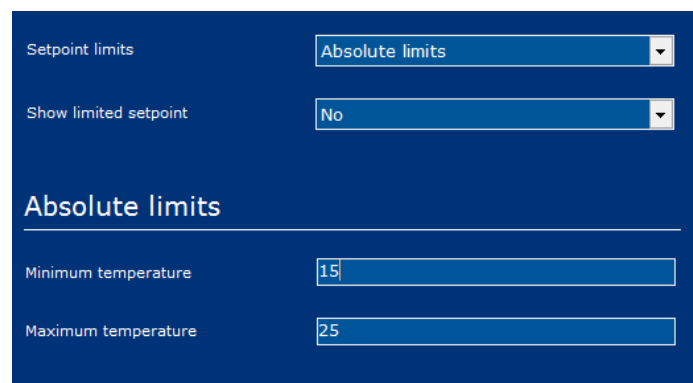 Setpoint limits Absolute limits
Show limited setpoint No
Absolute limits
Minimum temperature 15
Maximum temperature 25